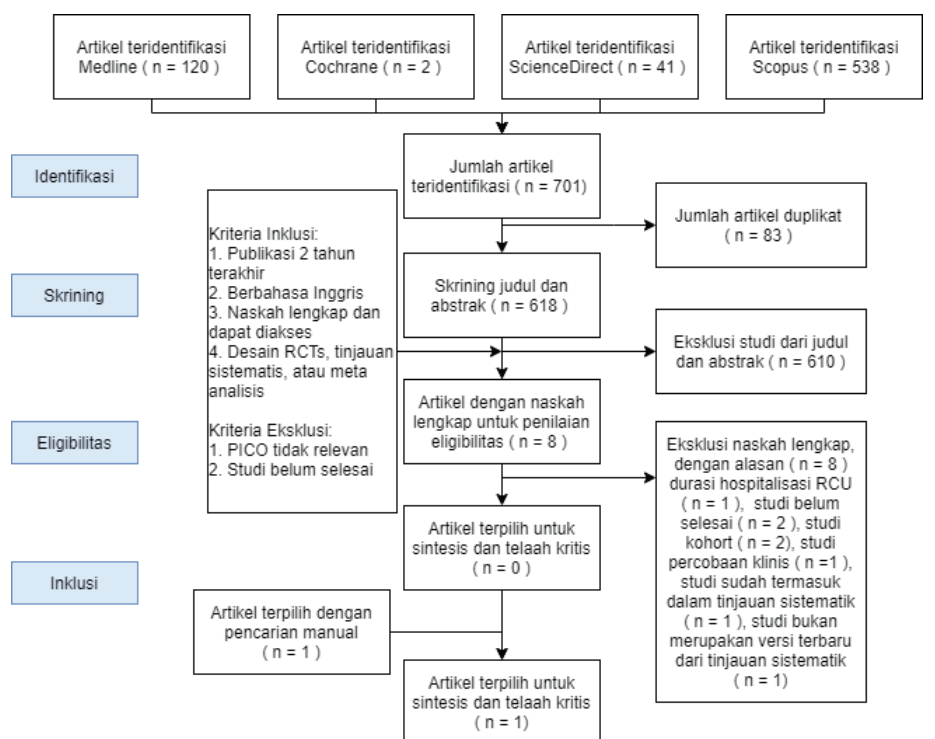 Artikel teridentifikasi
Medline ( n = 120 )
Artikel teridentifikasi
Cochrane ( n = 2 )
Artikel teridentifikasi
ScienceDirect ( n = 41 )
Artikel teridentifikasi
Scopus ( n = 538 )
Identifikasi
Jumlah artikel
teridentifikasi ( n = 701)
Jumlah artikel duplikat
( n = 83 )
Kriteria Inklusi:
1. Publikasi 2 tahun
terakhir
2. Berbahasa Inggris
3. Naskah lengkap dan
dapat diakses
4. Desain RCTs, tinjauan
sistematis, atau meta
analisis
Kriteria Eksklusi:
1. PICO tidak relevan
2. Studi belum selesai
Skrining
Skrining judul dan
abstrak ( n = 618 )
Eksklusi studi dari judul
dan abstrak ( n = 610 )
Eligibilitas
Artikel dengan naskah
lengkap untuk penilaian
eligibilitas ( n = 8 )
Eksklusi naskah lengkap,
dengan alasan ( n = 8 )
durasi hospitalisasi RCU
( n = 1 ), studi belum
selesai ( n = 2 ), studi
kohort ( n = 2), studi
percobaan klinis ( n =1 ),
studi sudah termasuk
dalam tinjauan sistematik
( n = 1 ), studi bukan
merupakan versi terbaru
dari tinjauan sistematik
( n = 1)
Inklusi
Artikel terpilih untuk
sintesis dan telaah kritis
( n = 0 )
Artikel terpilih dengan
pencarian manual
( n = 1 )
Artikel terpilih untuk
sintesis dan telaah kritis
( n = 1)